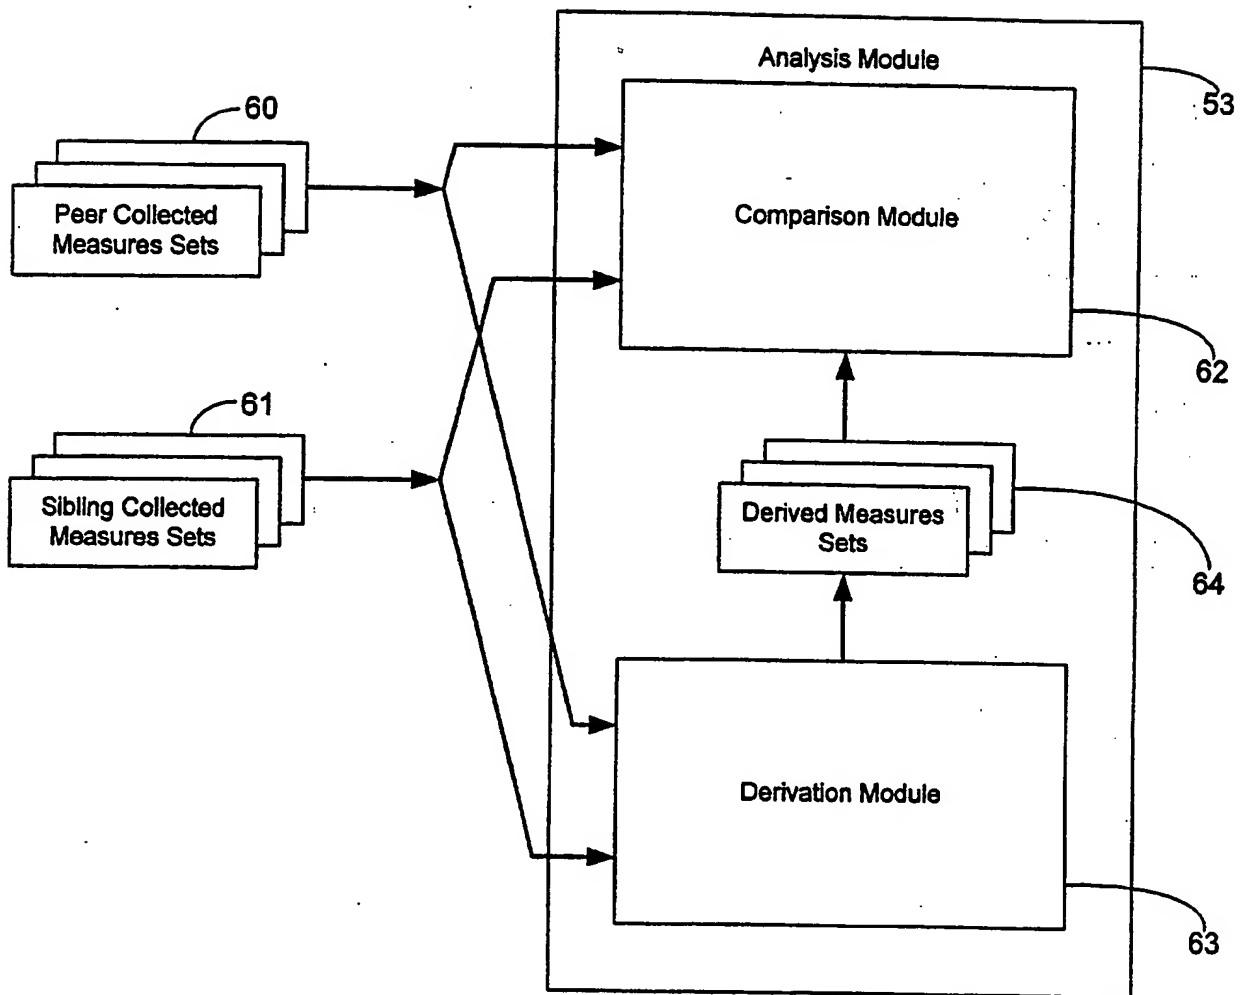 Analysis Module
53
60
Peer Collected
Measures Sets
Comparison Module
62
61
Sibling Collected
Measures Sets
Derived Measures
Sets
64
Derivation Module
63